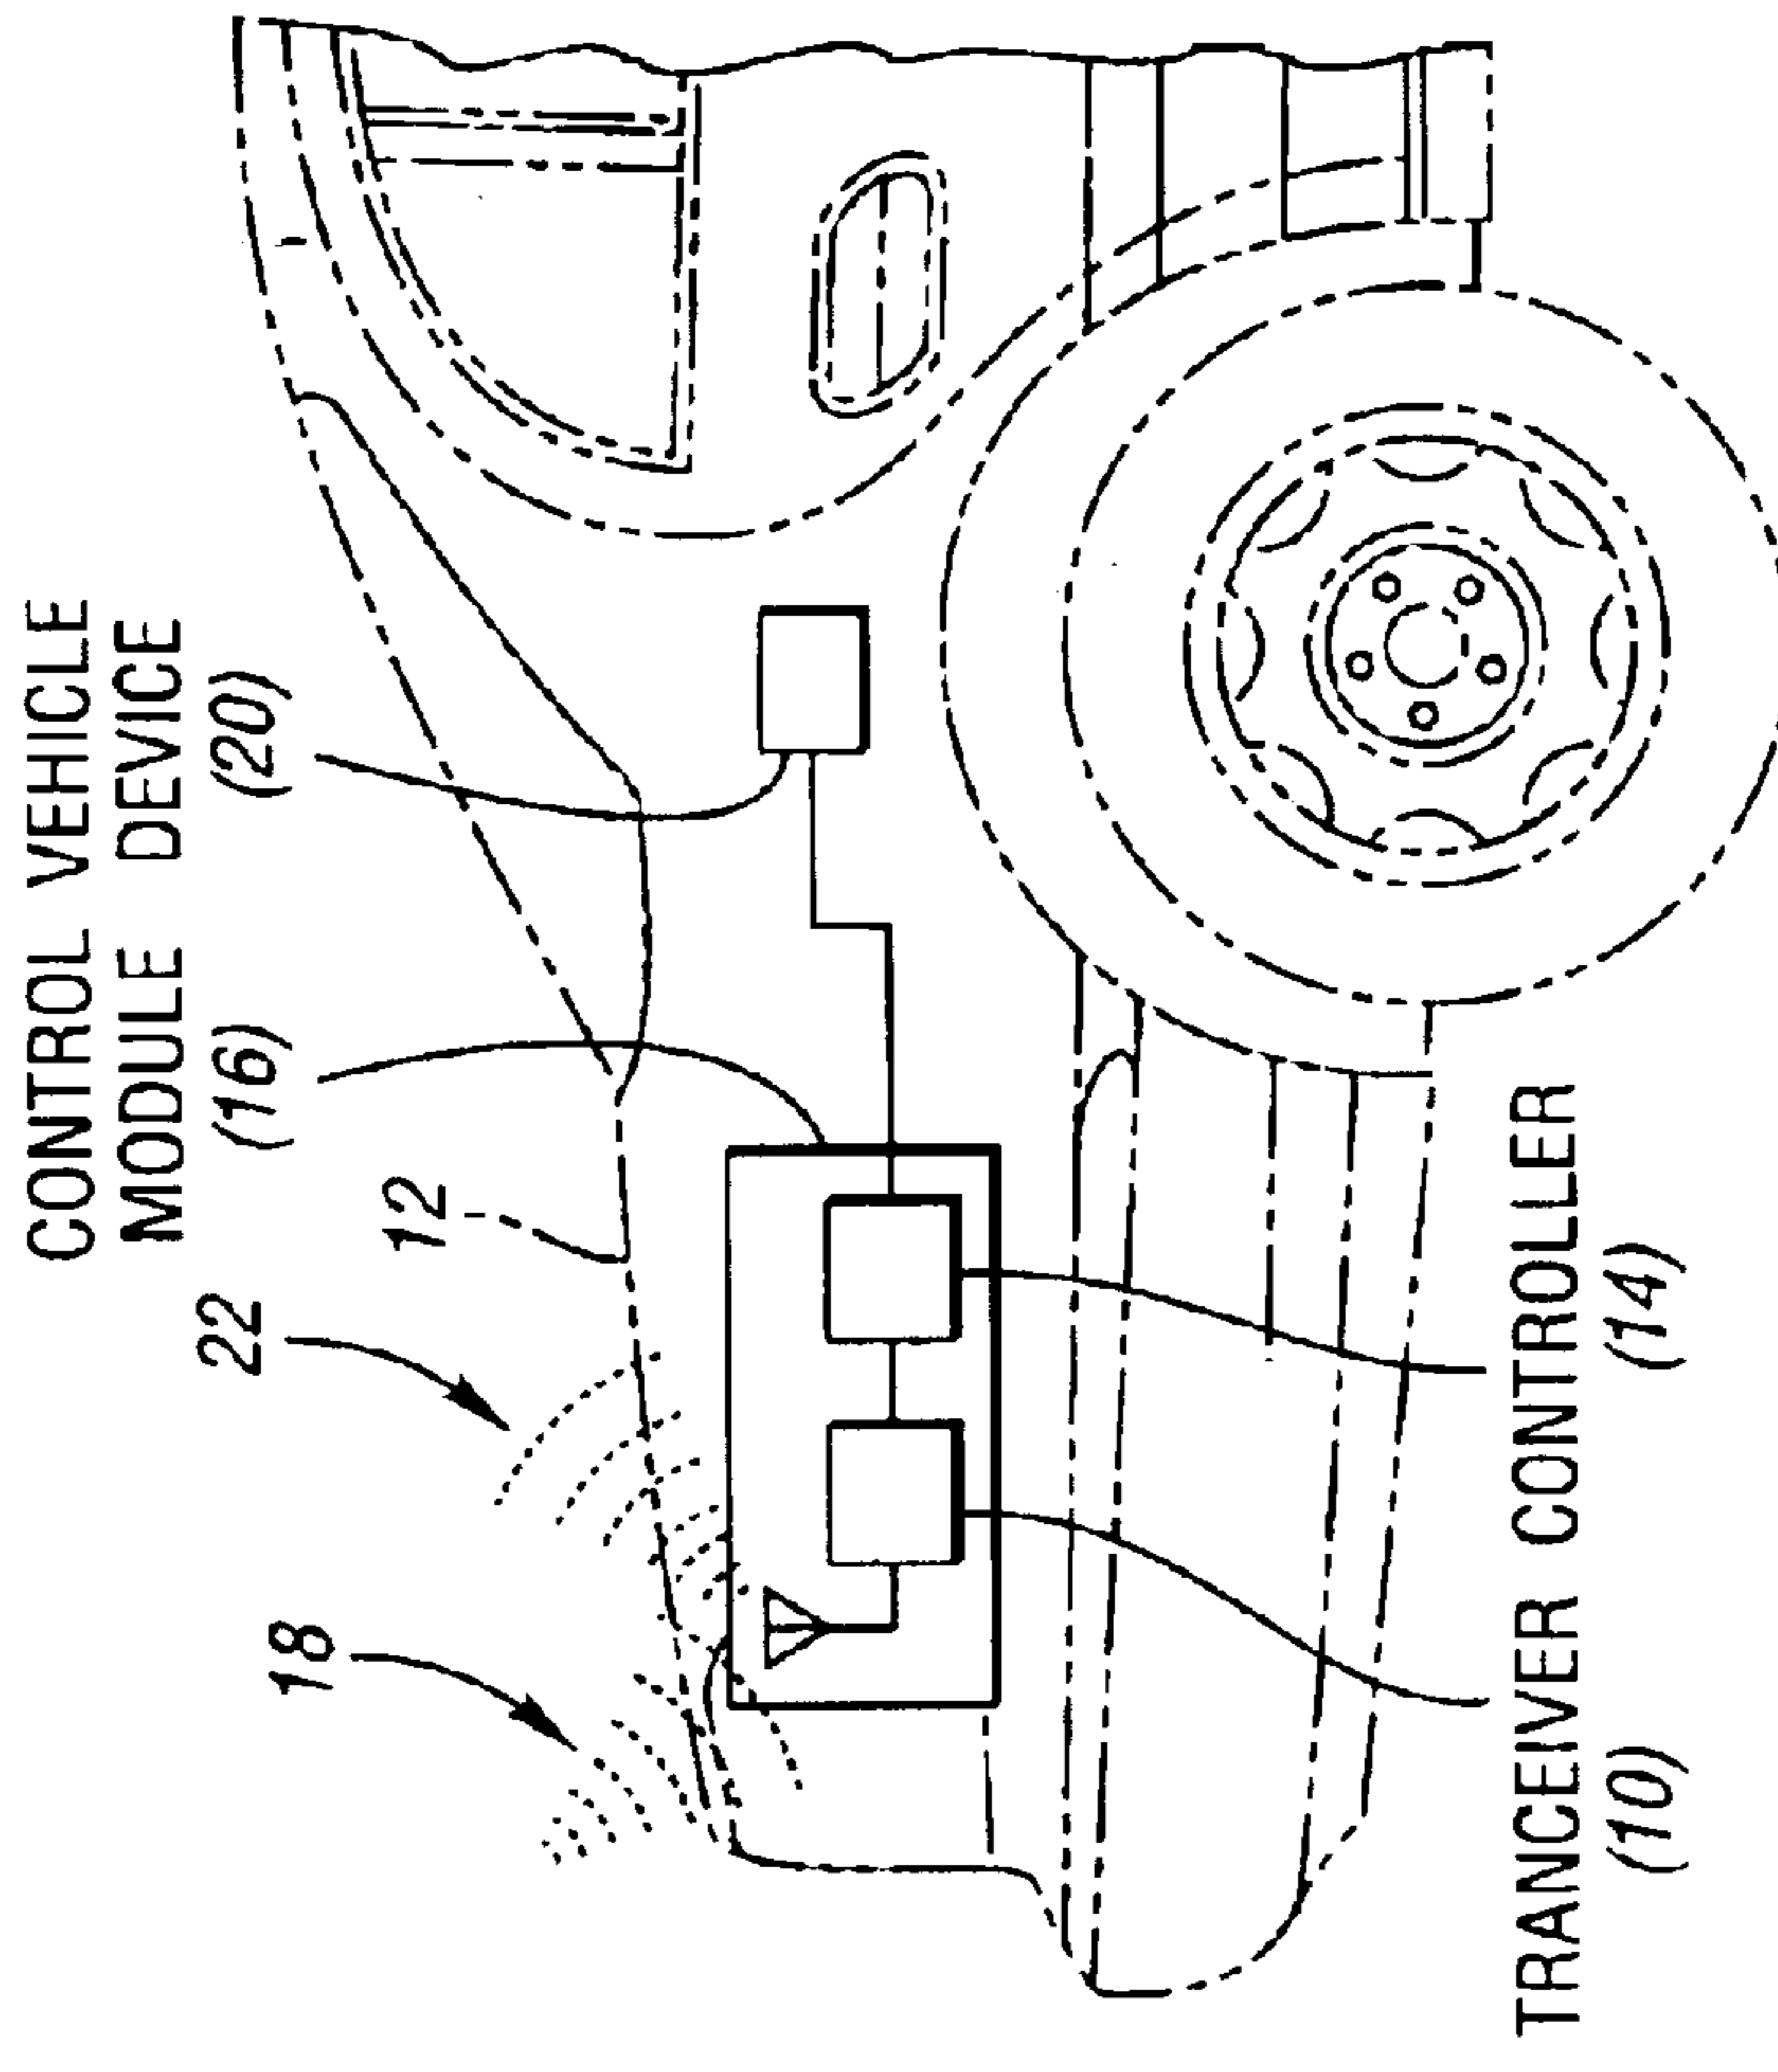 CONTROL VEHICLE
MODULE DEVICE
(16) (20)
12
22
18
TRANCEIVER CONTROLLER
(10) (14)